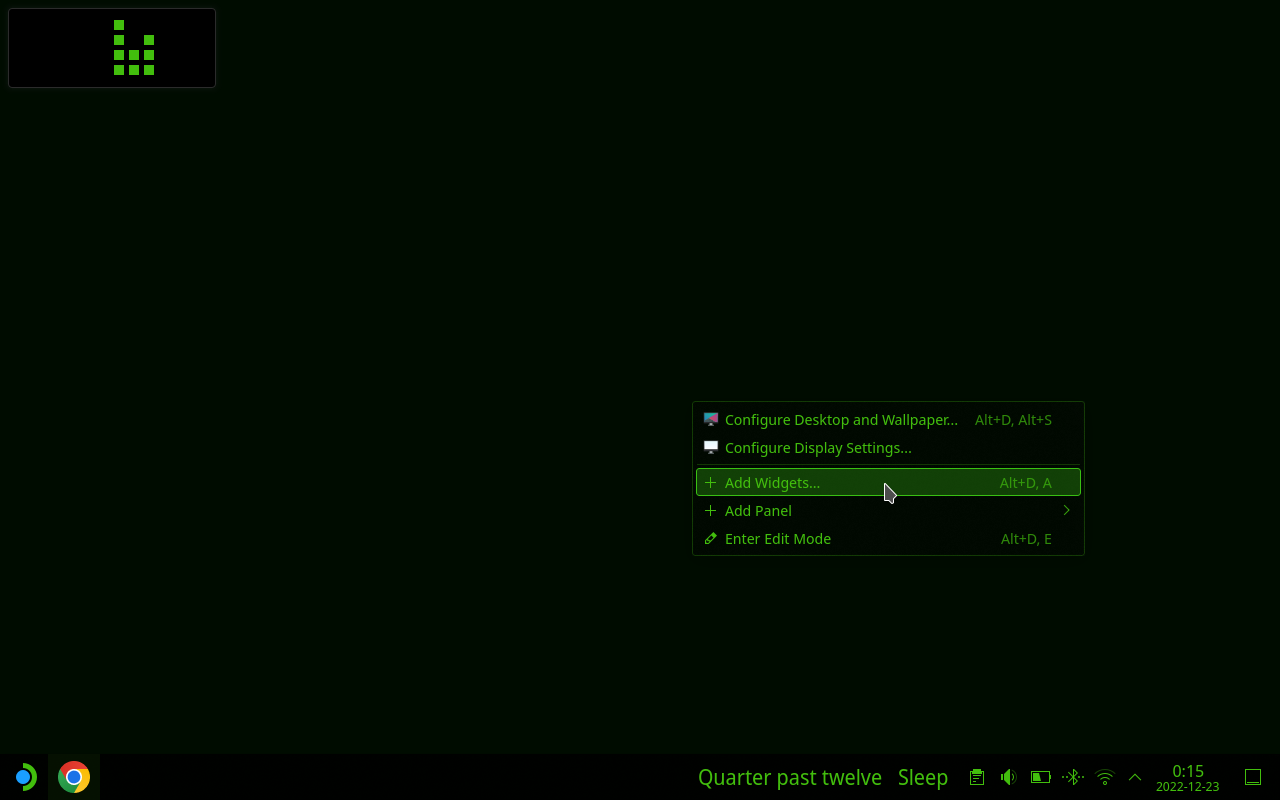 Configure Desktop and Wallpaper... Alt+D, Alt+S
Configure Display Settings...
Add Widgets... Alt+D, A
Add Panel
Enter Edit Mode Alt+D, E
Quarter past twelve Sleep 0:15
2022-12-23